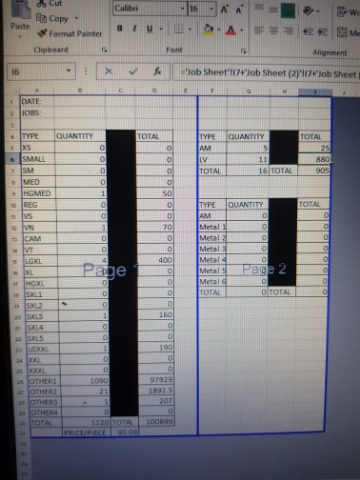 Cut
Calibri 16 A A
Copy
Paste
Format Painter
B I U
Clipboard Font Alignment
I6 fx ='Job Sheet'!I7+'Job Sheet (2)'!I7+'Job Sheet
A B C D E F G H I
DATE:
JOBS:
TYPE QUANTITY TOTAL TYPE QUANTITY TOTAL
XS 0 0 AM 5 25
SMALL 0 0 LV 11 880
SM 0 0 TOTAL 16 TOTAL 905
MED 0 0
HGMED 1 50
REG 0 0 TYPE QUANTITY TOTAL
VS 0 0 AM 0 0
VN 1 70 Metal 1 0 0
CAM 0 0 Metal 2 0 0
VT 0 0 Metal 3 0 0
LGXL 4 400 Metal 4 0 0
XL 0 0 Metal 5 0 0
Page 1 Page 2
HGXL 0 0 Metal 6 0 0
SXL1 0 0 TOTAL 0 TOTAL 0
SXL2 0 0
SXL3 1 160
SXL4 0 0
SXL5 0 0
LGXXL 1 190
XXL 0 0
XXXL 0 0
OTHER1 1090 97929
OTHER2 21 1892.5
OTHER3 1 207
OTHER4 0 0
TOTAL 1120 TOTAL 100899
PRICE/PIECE 90.09